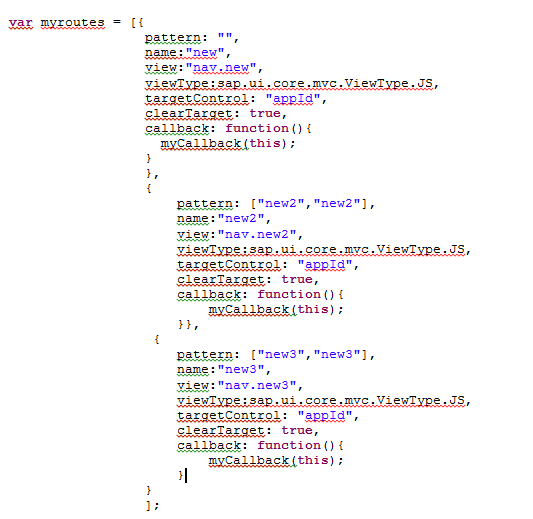 var myroutes = [{
pattern: "",
name:"new",
view:"nav.new",
viewType:sap.ui.core.mvc.ViewType.JS,
targetControl: "appId",
clearTarget: true,
callback: function(){
myCallback(this);
}
},
{
pattern: ["new2","new2"],
name:"new2",
view:"nav.new2",
viewType:sap.ui.core.mvc.ViewType.JS,
targetControl: "appId",
clearTarget: true,
callback: function(){
myCallback(this);
}},
{
pattern: ["new3","new3"],
name:"new3",
view:"nav.new3",
viewType:sap.ui.core.mvc.ViewType.JS,
targetControl: "appId",
clearTarget: true,
callback: function(){
myCallback(this);
}
}
];